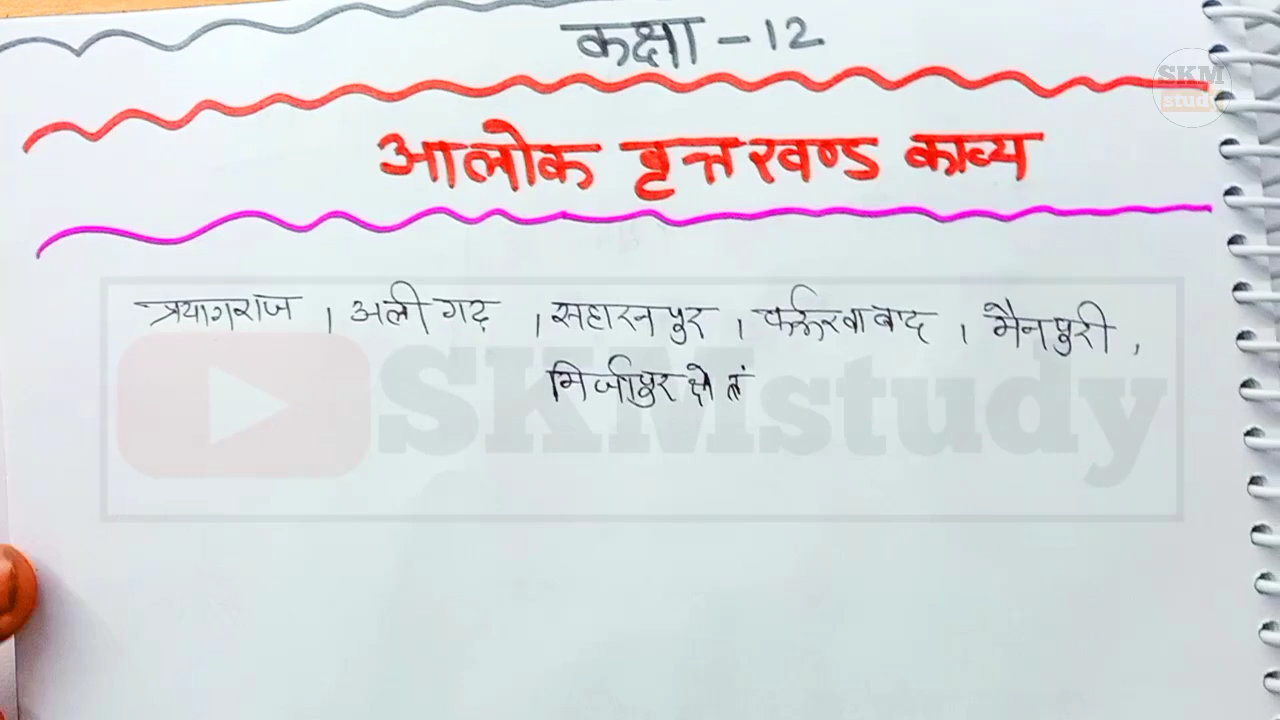 कक्षा - 12
SKM
study
आलोक वृत्तखण्ड काव्य
प्रयागराज, अलीगढ़, सहारनपुर, फर्रूखाबाद, मैनपुरी,
मिर्जापुर क्षेत्र
SKMstudy